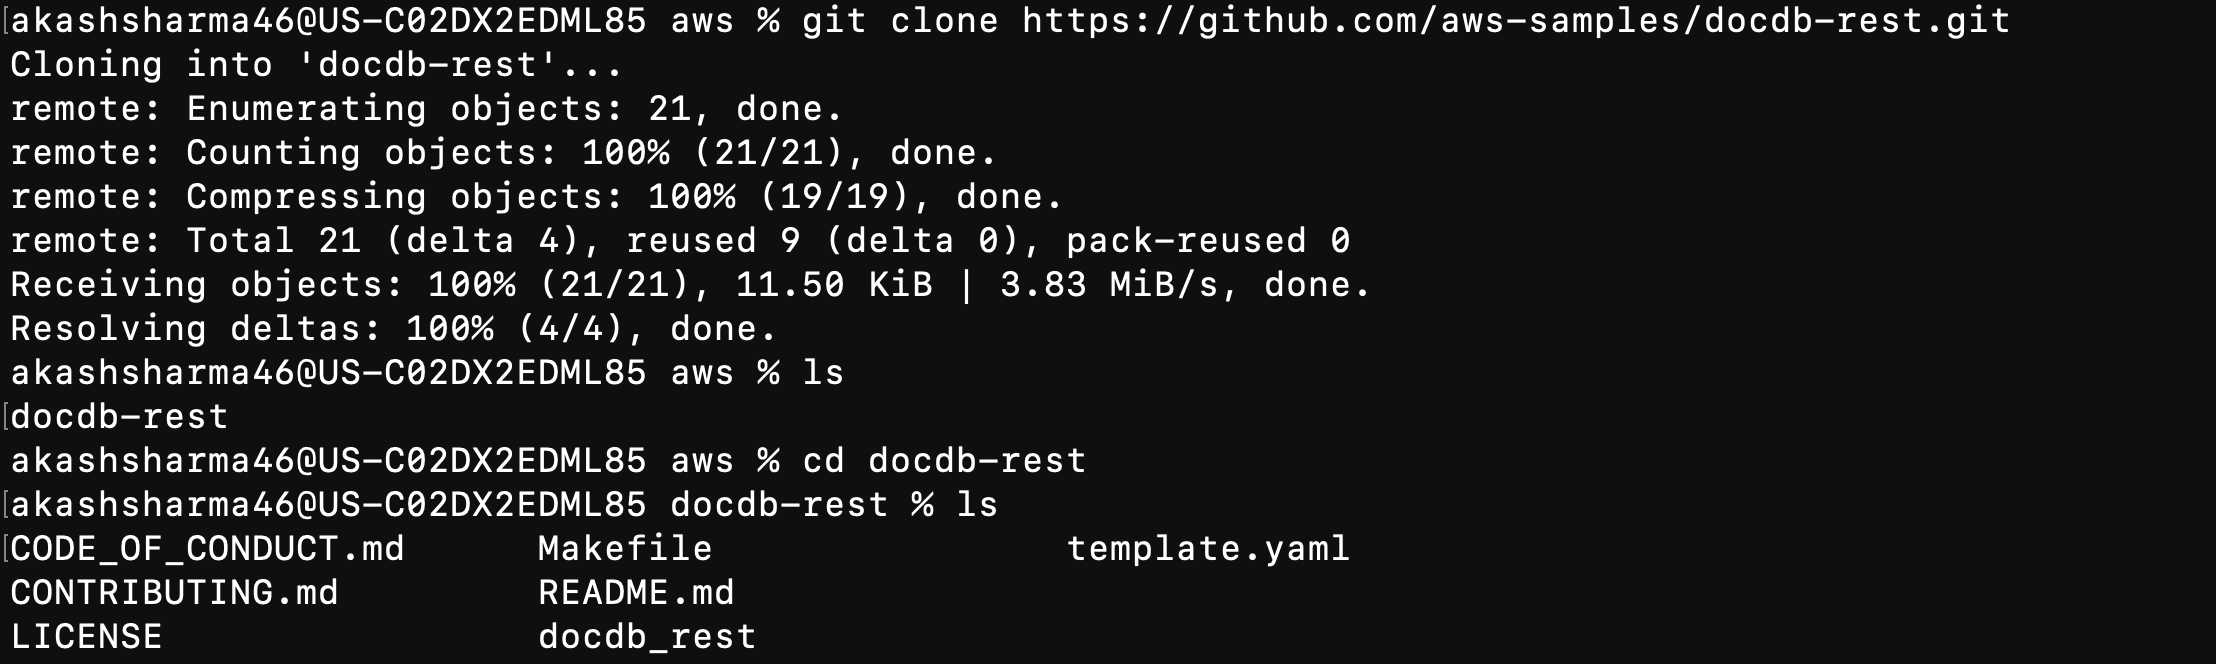 [akashsharma46@US-C02DX2EDML85 aws % git clone https://github.com/aws-samples/docdb-rest.git
Cloning into 'docdb-rest'...
remote: Enumerating objects: 21, done.
remote: Counting objects: 100% (21/21), done.
remote: Compressing objects: 100% (19/19), done.
remote: Total 21 (delta 4), reused 9 (delta 0), pack-reused 0
Receiving objects: 100% (21/21), 11.50 KiB | 3.83 MiB/s, done.
Resolving deltas: 100% (4/4), done.
akashsharma46@US-C02DX2EDML85 aws % ls
[docdb-rest
akashsharma46@US-C02DX2EDML85 aws % cd docdb-rest
[akashsharma46@US-C02DX2EDML85 docdb-rest % ls
[CODE_OF_CONDUCT.md Makefile template.yaml
CONTRIBUTING.md README.md
LICENSE docdb_rest